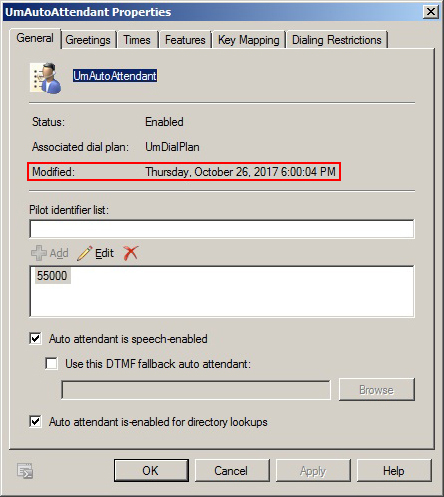 UmAutoAttendant Properties
General Greetings Times Features Key Mapping Dialing Restrictions
UmAutoAttendant
Status: Enabled
Associated dial plan: UmDialPlan
Modified: Thursday, October 26, 2017 6:00:04 PM
Pilot identifier list:
Add Edit
55000
Auto attendant is speech-enabled
Use this DTMF fallback auto attendant:
Browse
Auto attendant is-enabled for directory lookups
OK Cancel Apply Help